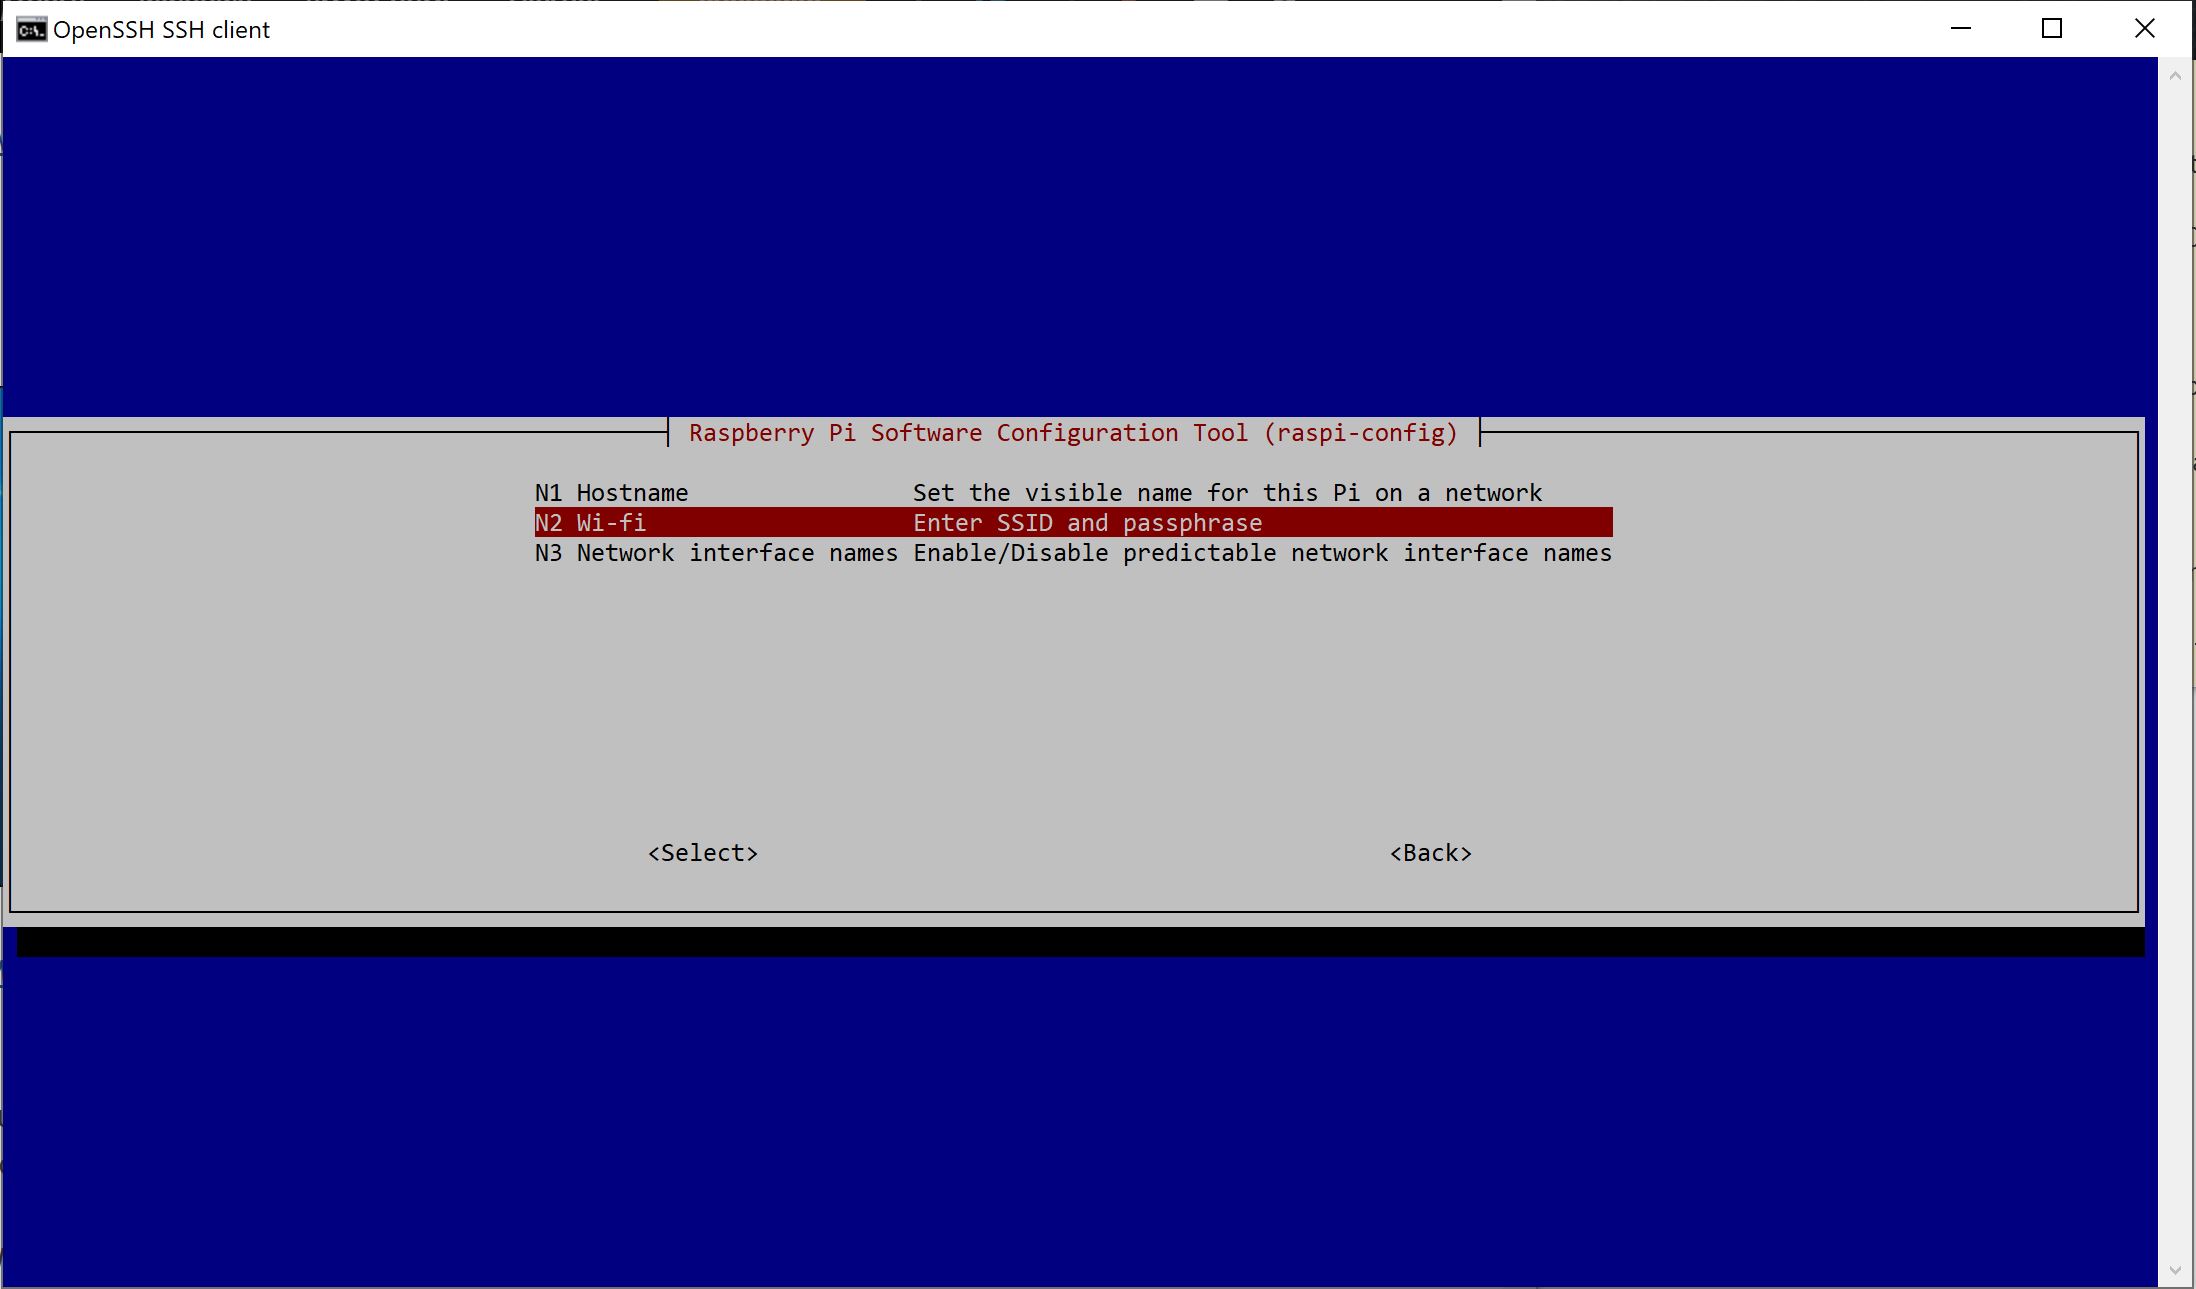 OpenSSH SSH client
Raspberry Pi Software Configuration Tool (raspi-config)
N1 Hostname Set the visible name for this Pi on a network
N2 Wi-fi Enter SSID and passphrase
N3 Network interface names Enable/Disable predictable network interface names
<Select> <Back>